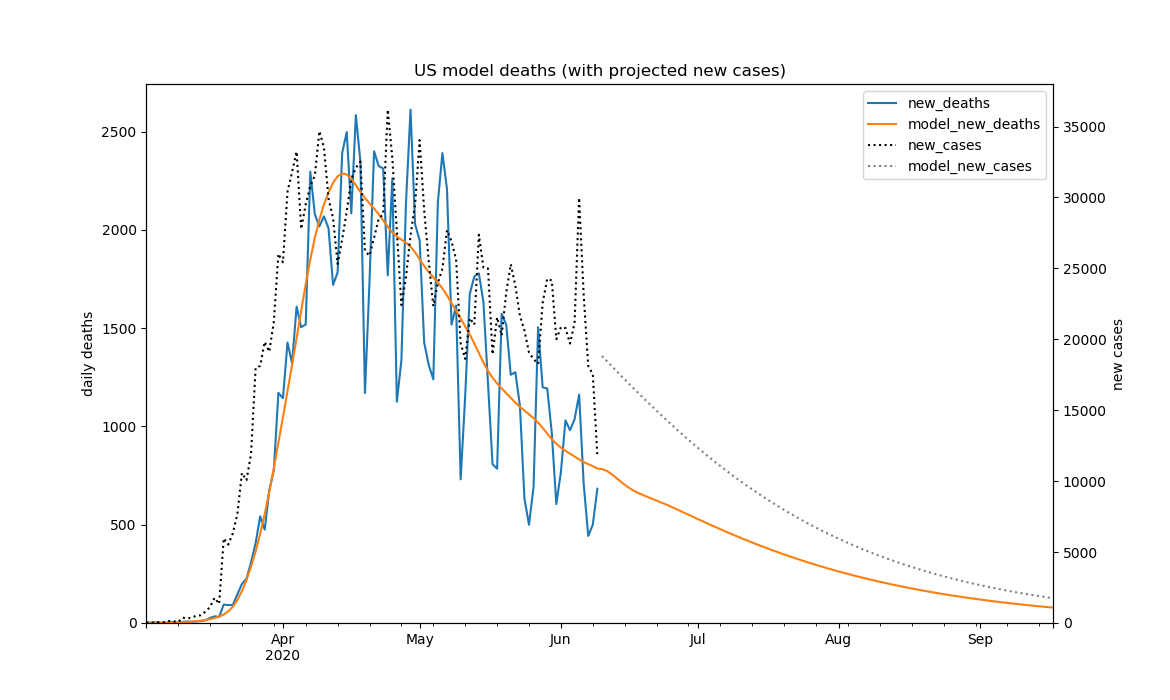 US model deaths (with projected new cases)
new_deaths
model_new_deaths
new_cases
model_new_cases
daily deaths
2500
2000
1500
1000
500
0
35000
30000
25000
20000
15000
10000
5000
0
new cases
Apr
2020
May
Jun
Jul
Aug
Sep